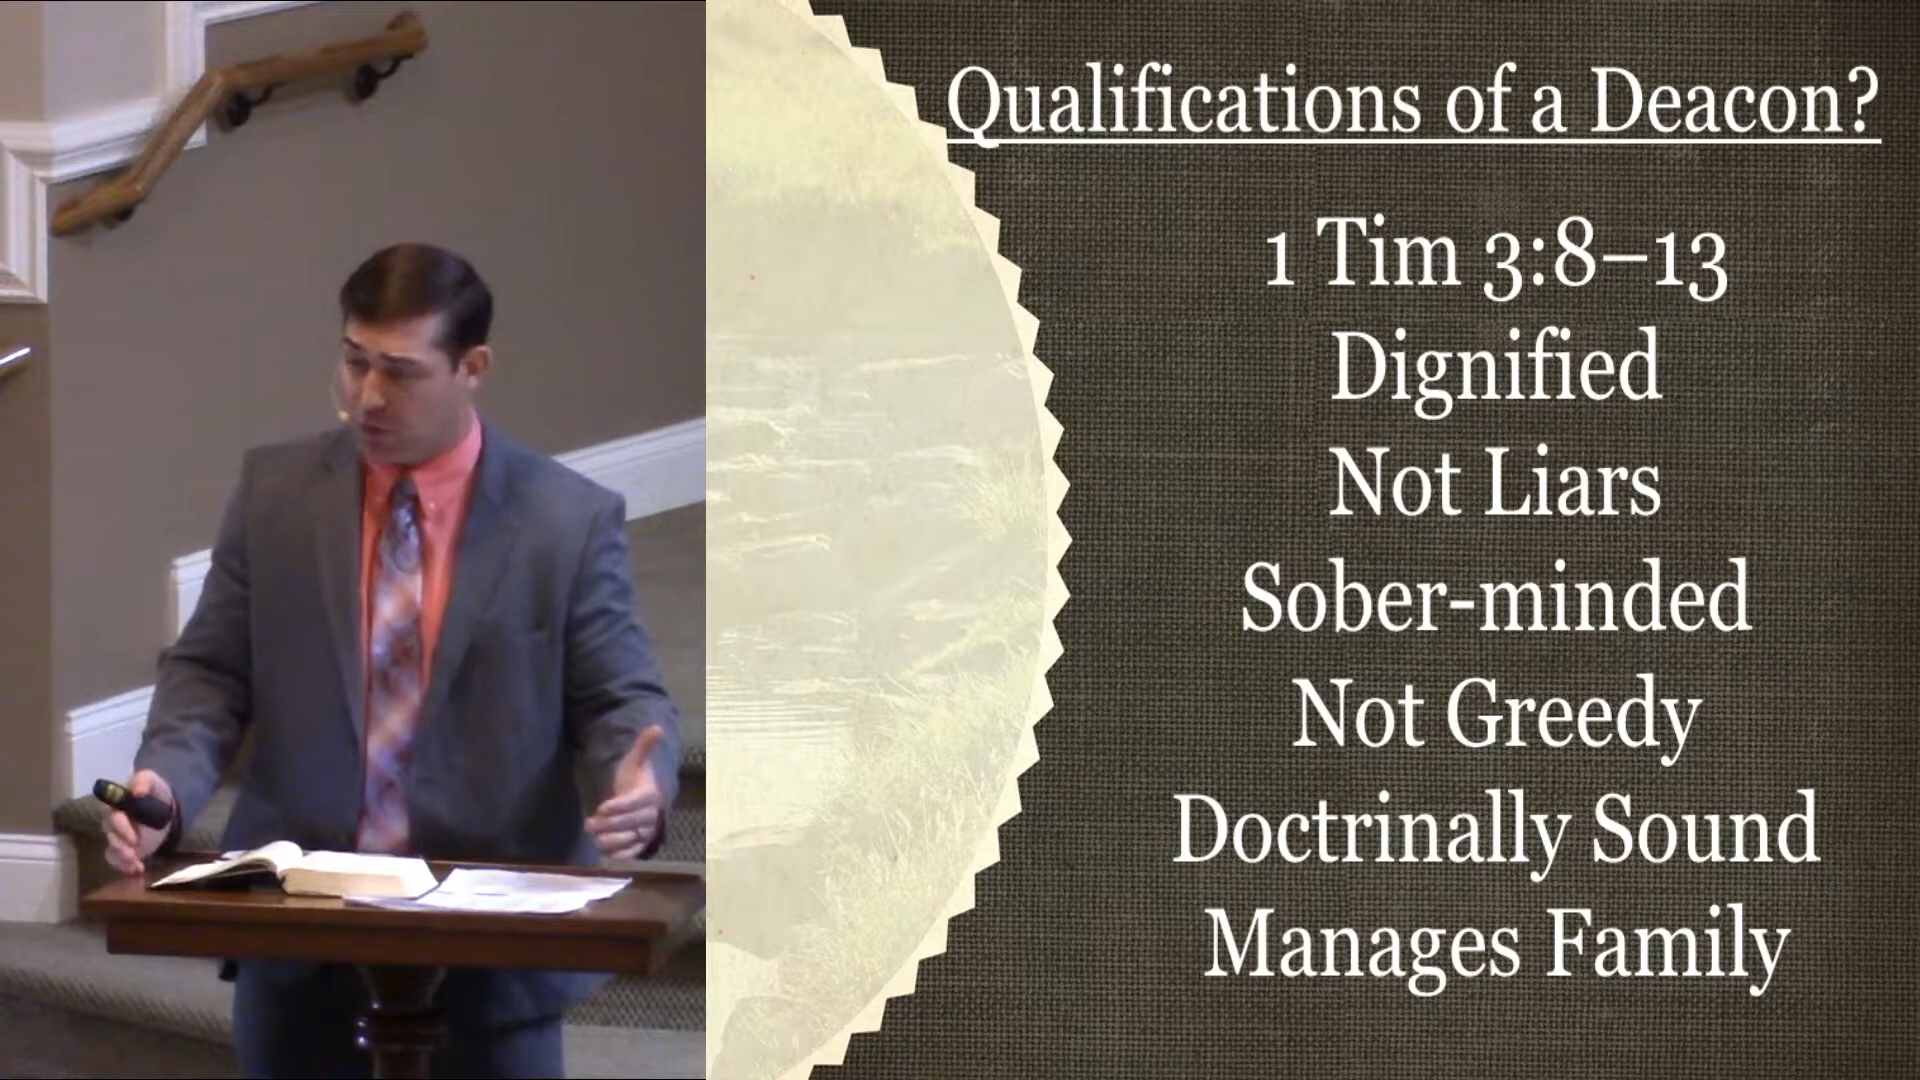 Qualifications of a Deacon?
1 Tim 3:8–13
Dignified
Not Liars
Sober-minded
Not Greedy
Doctrinally Sound
Manages Family